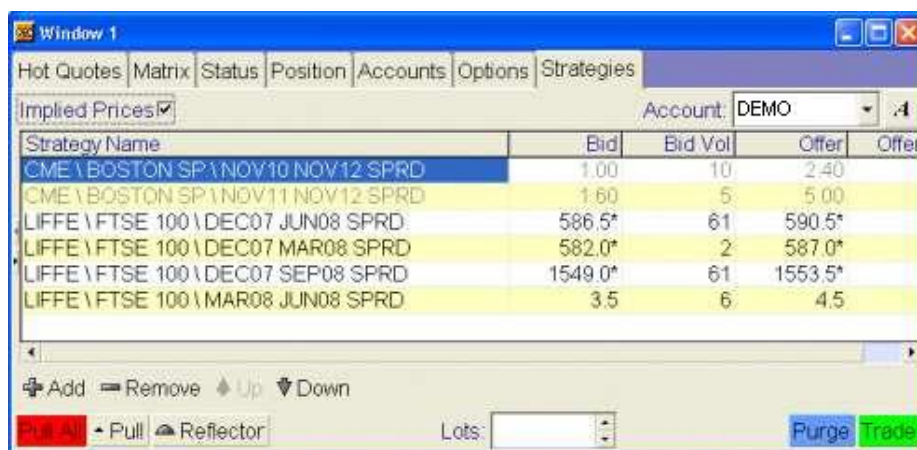 Window 1
Hot Quotes Matrix Status Position Accounts Options Strategies
Implied Prices Account: DEMO A
Strategy Name Bid Bid Vol Offer Offer
CME \ BOSTON SP \ NOV10 NOV12 SPRD 1.00 10 2.40
CME \ BOSTON SP \ NOV11 NOV12 SPRD 1.60 5 5.00
LIFFE \ FTSE 100 \ DEC07 JUN08 SPRD 586.5* 61 590.5*
LIFFE \ FTSE 100 \ DEC07 MAR08 SPRD 582.0* 2 587.0*
LIFFE \ FTSE 100 \ DEC07 SEP08 SPRD 1549.0* 61 1553.5*
LIFFE \ FTSE 100 \ MAR08 JUN08 SPRD 3.5 6 4.5
Add Remove Up Down
Pull All Pull Reflector Lots: Purge Trade